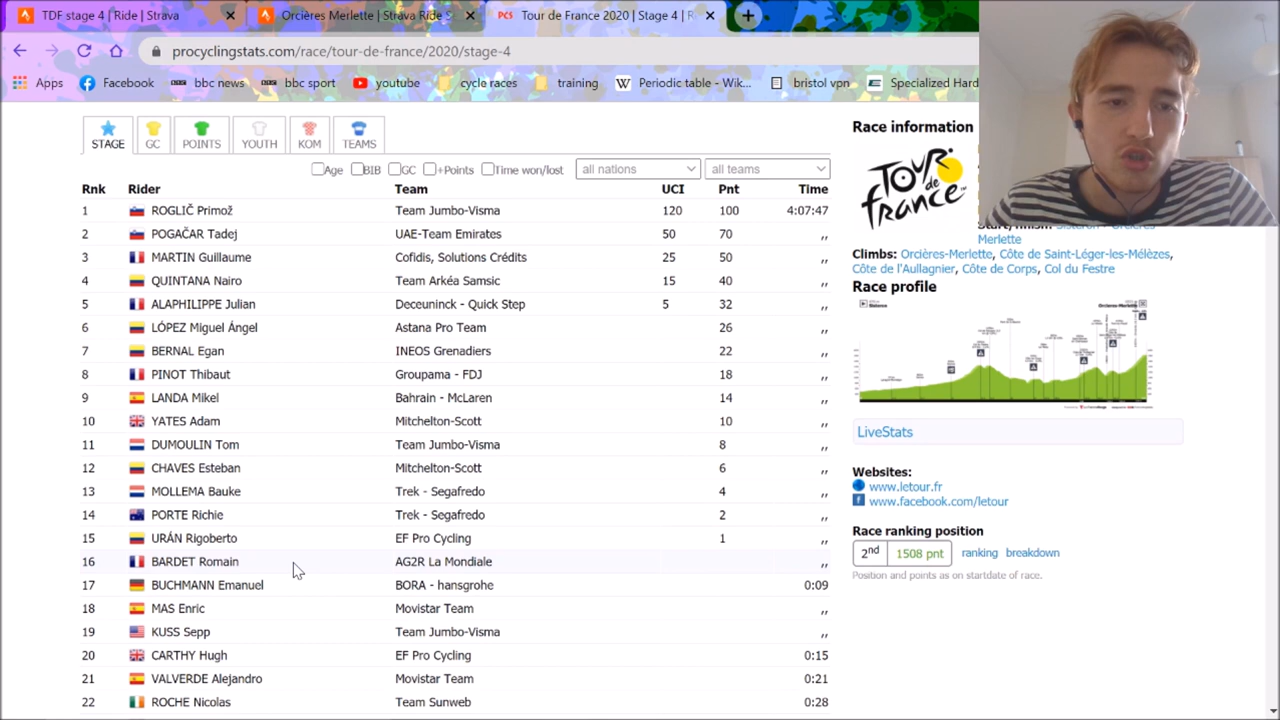 TDF stage 4 | Ride | Strava
Orcières Merlette | Strava Ride S
PCS Tour de France 2020 | Stage 4 | R
procyclingstats.com/race/tour-de-france/2020/stage-4
Apps Facebook BBC bbc news BBC bbc sport youtube cycle races training W Periodic table - Wik... bristol vpn Specialized Hard
STAGE GC POINTS YOUTH KOM TEAMS
Age BIB GC +Points Time won/lost all nations all teams
Rnk Rider Team UCI Pnt Time
1 ROGLIČ Primož Team Jumbo-Visma 120 100 4:07:47
2 POGAČAR Tadej UAE-Team Emirates 50 70 ,,
3 MARTIN Guillaume Cofidis, Solutions Crédits 25 50 ,,
4 QUINTANA Nairo Team Arkéa Samsic 15 40 ,,
5 ALAPHILIPPE Julian Deceuninck - Quick Step 5 32 ,,
6 LÓPEZ Miguel Ángel Astana Pro Team 26 ,,
7 BERNAL Egan INEOS Grenadiers 22 ,,
8 PINOT Thibaut Groupama - FDJ 18 ,,
9 LANDA Mikel Bahrain - McLaren 14 ,,
10 YATES Adam Mitchelton-Scott 10 ,,
11 DUMOULIN Tom Team Jumbo-Visma 8 ,,
12 CHAVES Esteban Mitchelton-Scott 6 ,,
13 MOLLEMA Bauke Trek - Segafredo 4 ,,
14 PORTE Richie Trek - Segafredo 2 ,,
15 URÁN Rigoberto EF Pro Cycling 1 ,,
16 BARDET Romain AG2R La Mondiale ,,
17 BUCHMANN Emanuel BORA - hansgrohe 0:09
18 MAS Enric Movistar Team ,,
19 KUSS Sepp Team Jumbo-Visma ,,
20 CARTHY Hugh EF Pro Cycling 0:15
21 VALVERDE Alejandro Movistar Team 0:21
22 ROCHE Nicolas Team Sunweb 0:28
Race information
TOUR de france
Start/finish: Sisteron - Orcières-
Merlette
Climbs: Orcières-Merlette, Côte de Saint-Léger-les-Mélèzes,
Côte de l'Aullagnier, Côte de Corps, Col du Festre
Race profile
LiveStats
Websites:
www.letour.fr
www.facebook.com/letour
Race ranking position
2nd 1508 pnt ranking breakdown
Position and points as on startdate of race.